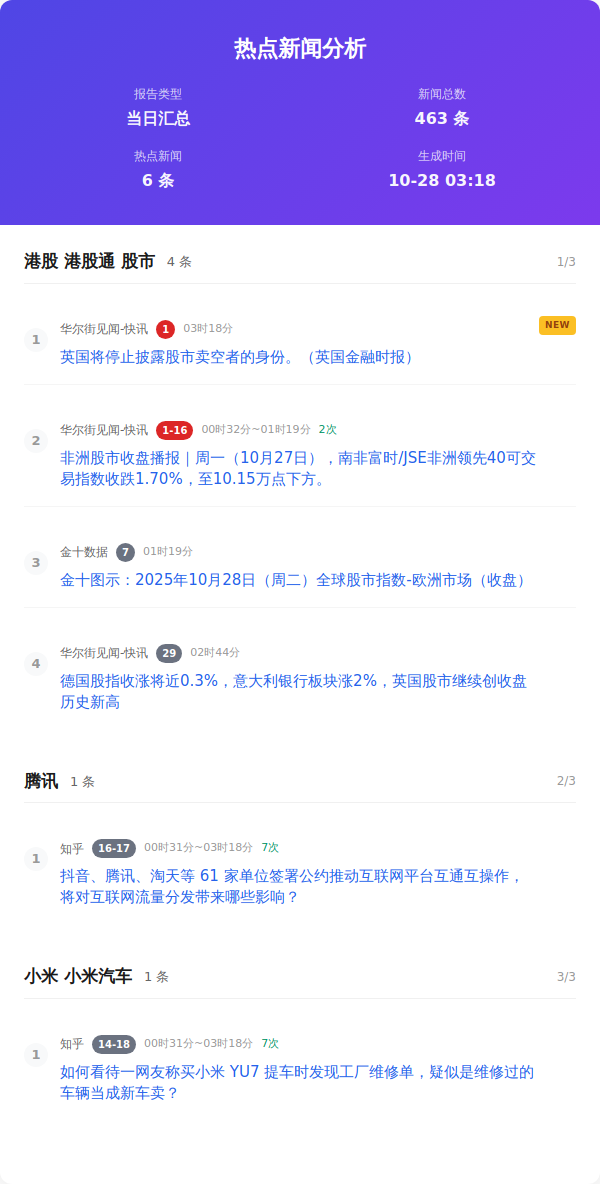 热点新闻分析
报告类型
新闻总数
当日汇总
463 条
热点新闻
生成时间
6 条
10-28 03:18
港股 港股通 股市 4 条 1/3
1
华尔街见闻-快讯 1 03时18分 NEW
英国将停止披露股市卖空者的身份。（英国金融时报）
2
华尔街见闻-快讯 1-16 00时32分~01时19分 2次
非洲股市收盘播报｜周一（10月27日），南非富时/JSE非洲领先40可交
易指数收跌1.70%，至10.15万点下方。
3
金十数据 7 01时19分
金十图示：2025年10月28日（周二）全球股市指数-欧洲市场（收盘）
4
华尔街见闻-快讯 29 02时44分
德国股指收涨将近0.3%，意大利银行板块涨2%，英国股市继续创收盘
历史新高
腾讯 1 条 2/3
1
知乎 16-17 00时31分~03时18分 7次
抖音、腾讯、淘天等 61 家单位签署公约推动互联网平台互通互操作，
将对互联网流量分发带来哪些影响？
小米 小米汽车 1 条 3/3
1
知乎 14-18 00时31分~03时18分 7次
如何看待一网友称买小米 YU7 提车时发现工厂维修单，疑似是维修过的
车辆当成新车卖？